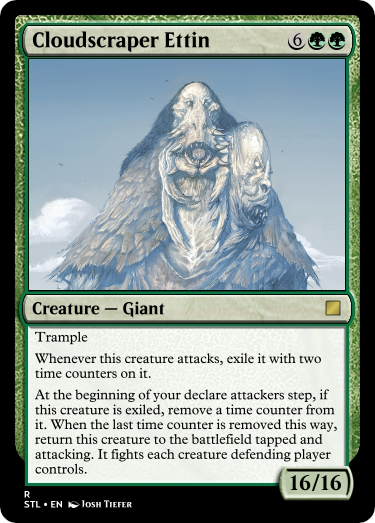 Cloudscraper Ettin 6
Creature — Giant
Trample
Whenever this creature attacks, exile it with two
time counters on it.
At the beginning of your declare attackers step, if
this creature is exiled, remove a time counter from
it. When the last time counter is removed this way,
return this creature to the battlefield tapped and
attacking. It fights each creature defending player
controls.
16/16
R
STL • EN Josh Tiefer